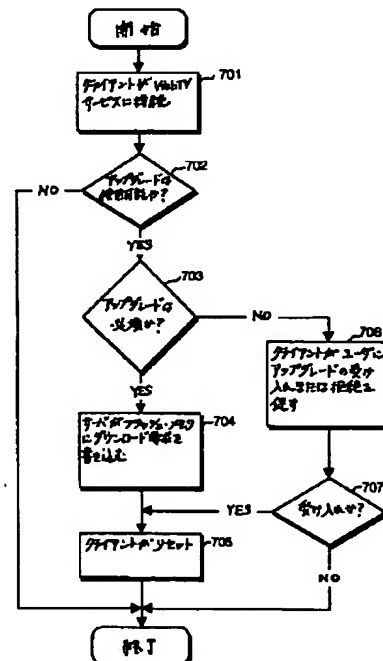 開始
701
クライアントがWebTV
サービスに接続
702
アップグレードは
使用可能か?
NO
YES
703
アップグレードは
必須か?
NO
YES
708
クライアントがユーザに
アップグレードの受け
入れまたは拒絶を
促す
704
サーバがフラッシュ・メモリ
にダウンロード要求を
書き込む
707
受け入れか?
YES
NO
705
クライアントがリセット
終了